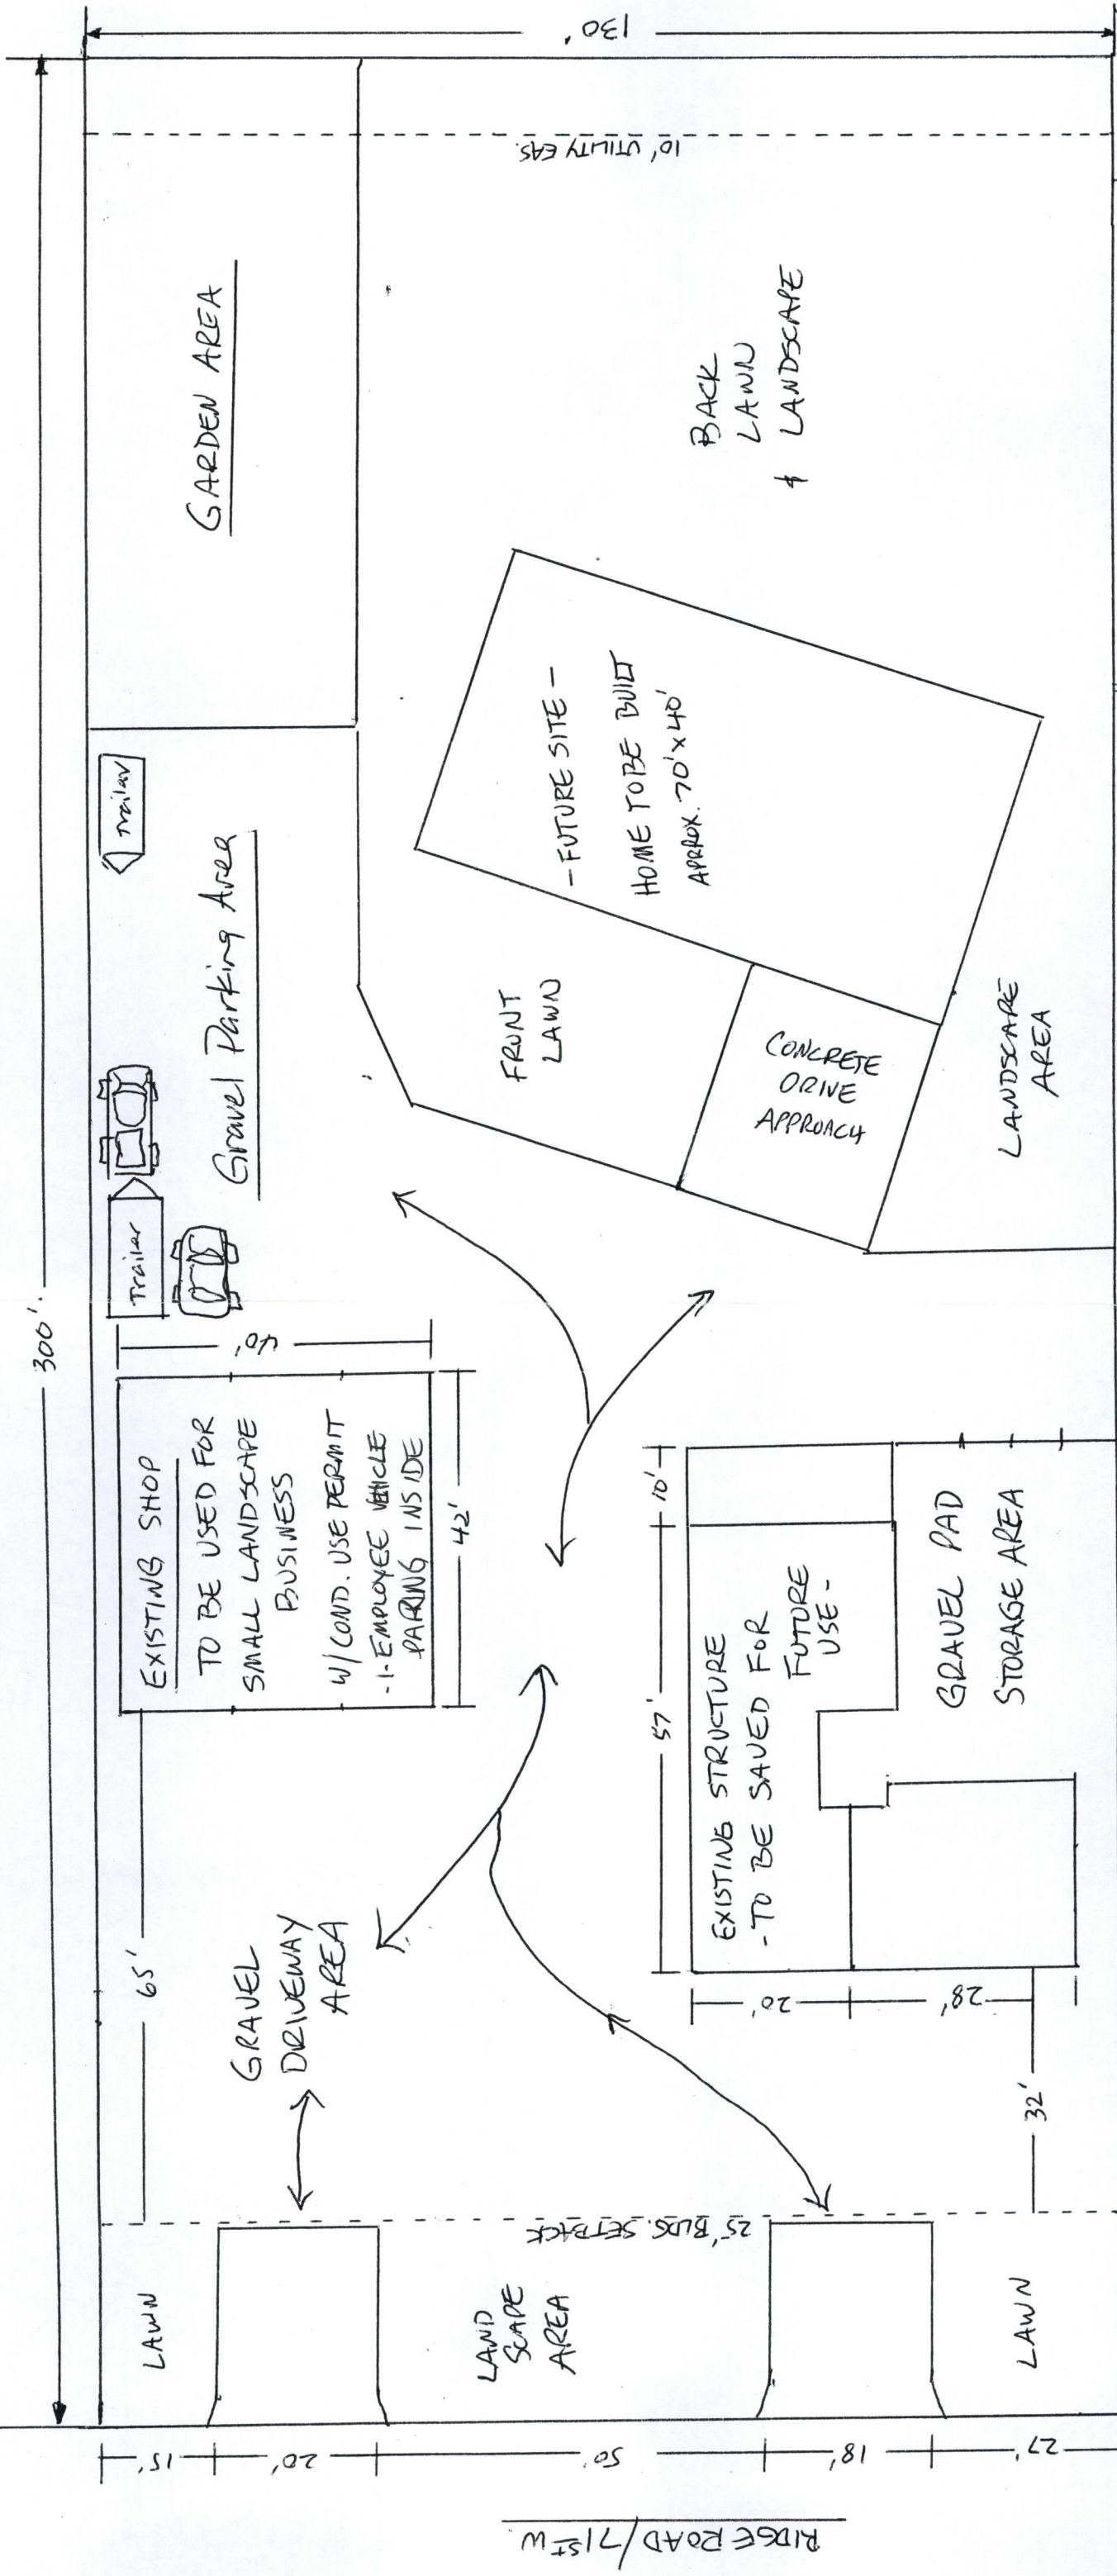 300'.
130'
10' UTILITY EAS.
GARDEN AREA
BACK
LAWN
& LANDSCAPE
Trailer
Gravel Parking Area
Trailer
- FUTURE SITE -
HOME TO BE BUILT
APPROX. 70'x40'
FRUNT
LAWN
CONCRETE
DRIVE
APPROACH
LANDSCAPE
AREA
40'
EXISTING SHOP
TO BE USED FOR
SMALL LANDSCAPE
BUSINESS
W/COND. USE PERMIT
-1- EMPLOYEE VEHICLE
PARING INSIDE
42'
65'
10'
57'
EXISTING STRUCTURE
- TO BE SAVED FOR
FUTURE
USE -
GRAVEL PAD
STORAGE AREA
20'
28'
32'
GRAVEL
DRIVEWAY
AREA
25' BLDG. SETBACK
LAWN
LAND
SCAPE
AREA
LAWN
15'
20'
50'
18'
27'
RIDGE ROAD/71ST W.